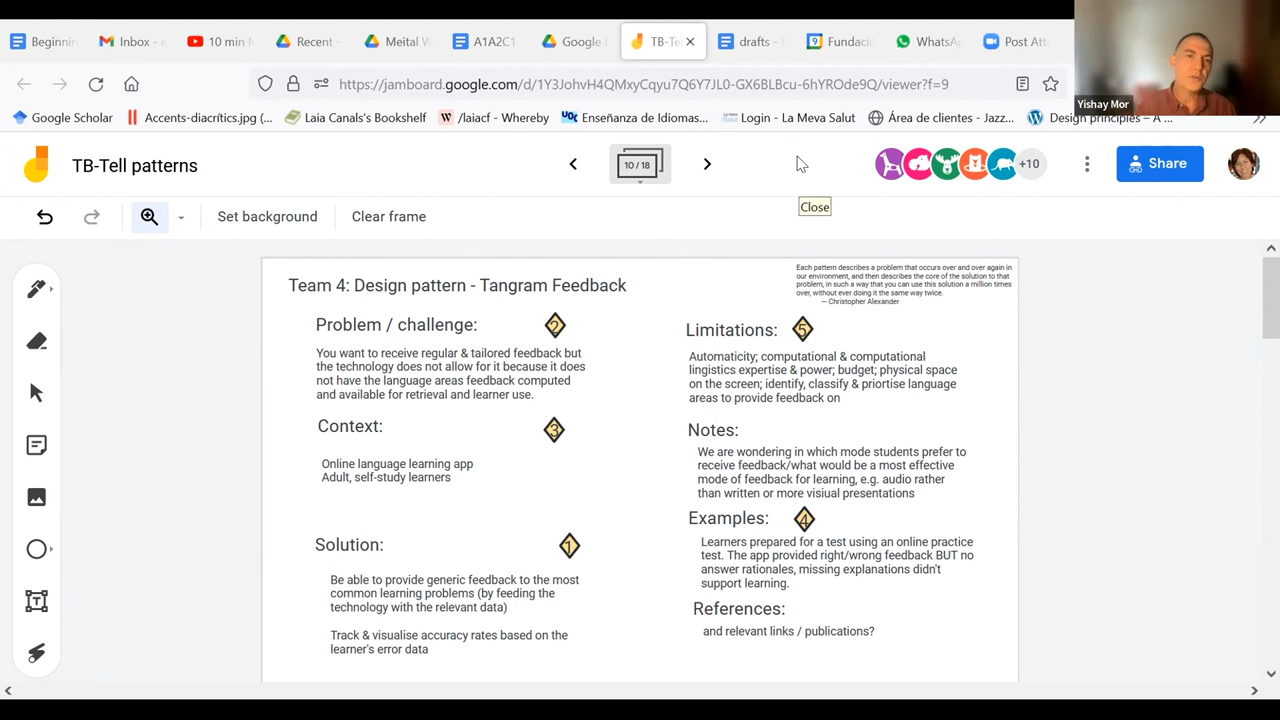 Beginnin
Inbox - e
10 min M
Recent -
Meital W
A1A2C1
Google
TB-Tel
drafts -
Fundació
WhatsAp
Post Att
https://jamboard.google.com/d/1Y3JohvH4QMxyCqyu7Q6Y7JL0-GX6BLBcu-6hYROde9Q/viewer?f=9
Yishay Mor
Google Scholar
Accents-diacrítics.jpg (...
Laia Canals's Bookshelf
/laiacf - Whereby
UOC
Enseñanza de Idiomas...
Login - La Meva Salut
Área de clientes - Jazz...
Design principles – A ...
TB-Tell patterns
10 / 18
+10
Share
Close
Set background
Clear frame
Team 4: Design pattern - Tangram Feedback
Each pattern describes a problem that occurs over and over again in
our environment, and then describes the core of the solution to that
problem, in such a way that you can use this solution a million times
over, without ever doing it the same way twice.
— Christopher Alexander
Problem / challenge:
2
You want to receive regular & tailored feedback but
the technology does not allow for it because it does
not have the language areas feedback computed
and available for retrieval and learner use.
Context:
3
Online language learning app
Adult, self-study learners
Solution:
1
Be able to provide generic feedback to the most
common learning problems (by feeding the
technology with the relevant data)
Track & visualise accuracy rates based on the
learner's error data
Limitations:
5
Automaticity; computational & computational
lingistics expertise & power; budget; physical space
on the screen; identify, classify & priortise language
areas to provide feedback on
Notes:
We are wondering in which mode students prefer to
receive feedback/what would be a most effective
mode of feedback for learning, e.g. audio rather
than written or more visiual presentations
Examples:
4
Learners prepared for a test using an online practice
test. The app provided right/wrong feedback BUT no
answer rationales, missing explanations didn't
support learning.
References:
and relevant links / publications?